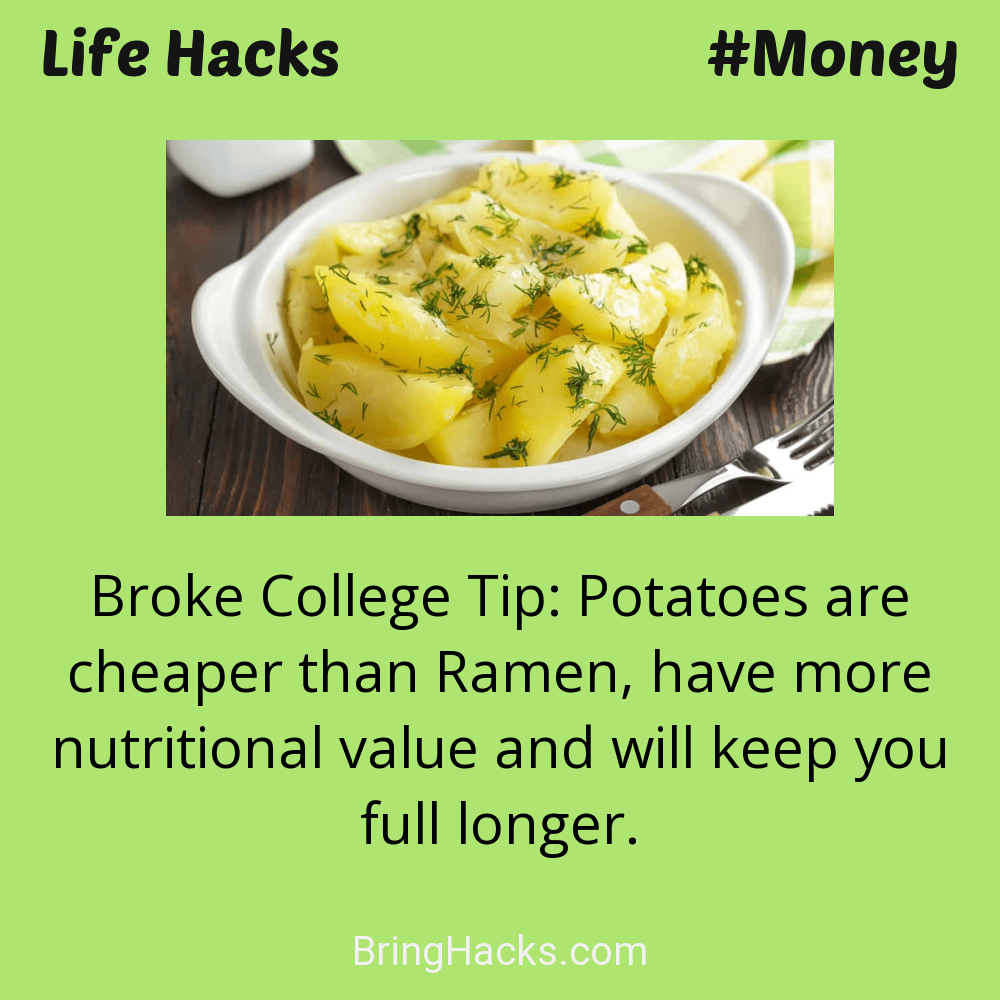 Life Hacks #Money
Broke College Tip: Potatoes are
cheaper than Ramen, have more
nutritional value and will keep you
full longer.
BringHacks.com